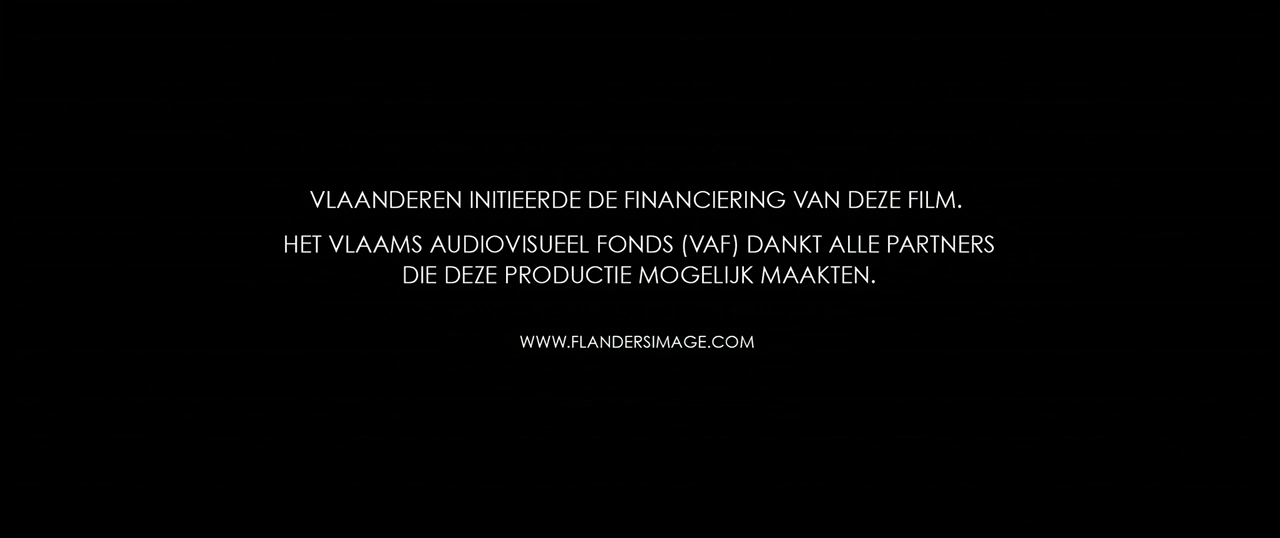 VLAANDEREN INITIEERDE DE FINANCIERING VAN DEZE FILM.
HET VLAAMS AUDIOVISUEEL FONDS (VAF) DANKT ALLE PARTNERS
DIE DEZE PRODUCTIE MOGELIJK MAAKTEN.
WWW.FLANDERSIMAGE.COM